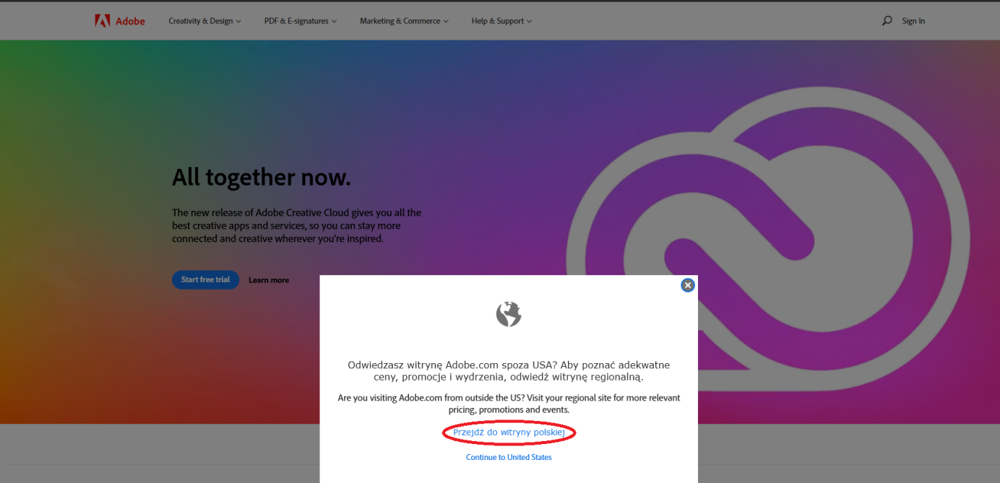 Adobe
Creativity & Design
PDF & E-signatures
Marketing & Commerce
Help & Support
Sign In
All together now.
The new release of Adobe Creative Cloud gives you all the
best creative apps and services, so you can stay more
connected and creative wherever you're inspired.
Start free trial
Learn more
Odwiedzasz witrynę Adobe.com spoza USA? Aby poznać adekwatne
ceny, promocje i wydrzenia, odwiedź witrynę regionalną.
Are you visiting Adobe.com from outside the US? Visit your regional site for more relevant
pricing, promotions and events.
Przejdź do witryny polskiej
Continue to United States